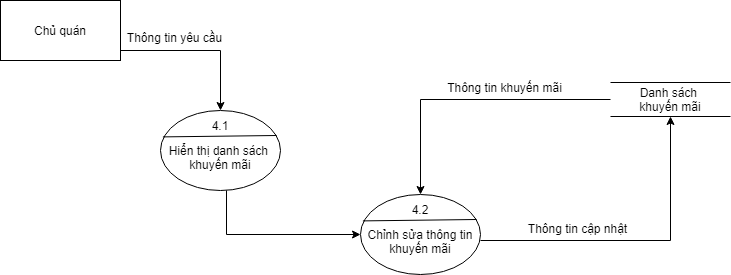 Chủ quán
Thông tin yêu cầu
4.1
Hiển thị danh sách
khuyến mãi
Thông tin khuyến mãi
Danh sách
khuyến mãi
4.2
Chỉnh sửa thông tin
khuyến mãi
Thông tin cập nhật